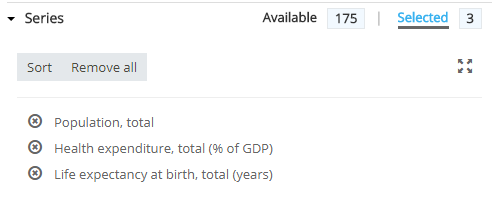 Series Available 175 | Selected 3
Sort Remove all
Population, total
Health expenditure, total (% of GDP)
Life expectancy at birth, total (years)